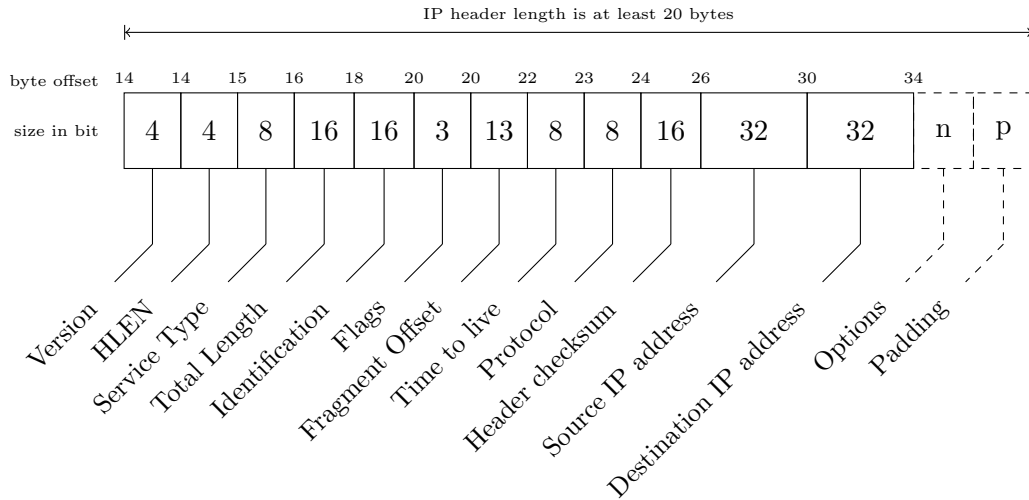 IP header length is at least 20 bytes
byte offset 14 14 15 16 18 20 20 22 23 24 26 30 34
size in bit 4 4 8 16 16 3 13 8 8 16 32 32 n p
Version
HLEN
Service Type
Total Length
Identification
Flags
Fragment Offset
Time to live
Protocol
Header checksum
Source IP address
Destination IP address
Options
Padding